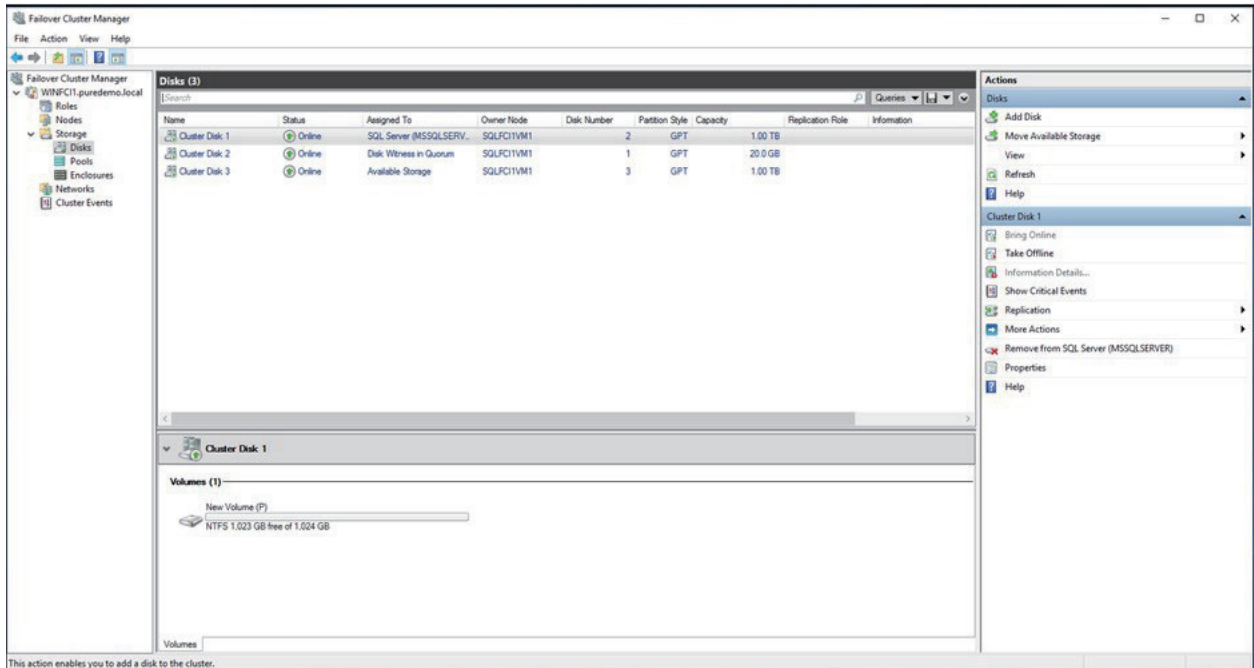 Failover Cluster Manager
File Action View Help
Failover Cluster Manager
WINFCI1.puredemo.local
Roles
Nodes
Storage
Disks
Pools
Enclosures
Networks
Cluster Events
Disks (3)
Search
Queries
Name Status Assigned To Owner Node Disk Number Partition Style Capacity Replication Role Information
Cluster Disk 1 Online SQL Server (MSSQLSERV... SQLFCI1VM1 2 GPT 1.00 TB
Cluster Disk 2 Online Disk Witness in Quorum SQLFCI1VM1 1 GPT 20.0 GB
Cluster Disk 3 Online Available Storage SQLFCI1VM1 3 GPT 1.00 TB
Cluster Disk 1
Volumes (1)
New Volume (P)
NTFS 1,023 GB free of 1,024 GB
Volumes
Actions
Disks
Add Disk
Move Available Storage
View
Refresh
Help
Cluster Disk 1
Bring Online
Take Offline
Information Details...
Show Critical Events
Replication
More Actions
Remove from SQL Server (MSSQLSERVER)
Properties
Help
This action enables you to add a disk to the cluster.